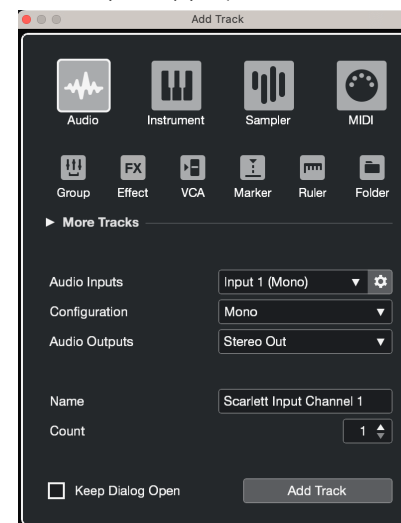 Add Track
Audio Instrument Sampler MIDI
FX
Group Effect VCA Marker Ruler Folder
More Tracks
Audio Inputs Input 1 (Mono)
Configuration Mono
Audio Outputs Stereo Out
Name Scarlett Input Channel 1
Count 1
Keep Dialog Open Add Track